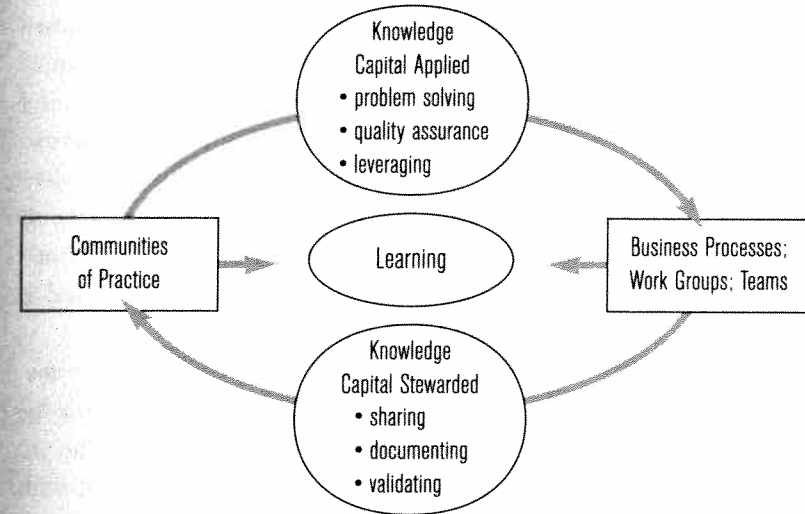 Knowledge
Capital Applied
• problem solving
• quality assurance
• leveraging
Communities
of Practice
Learning
Business Processes;
Work Groups; Teams
Knowledge
Capital Stewarded
• sharing
• documenting
• validating